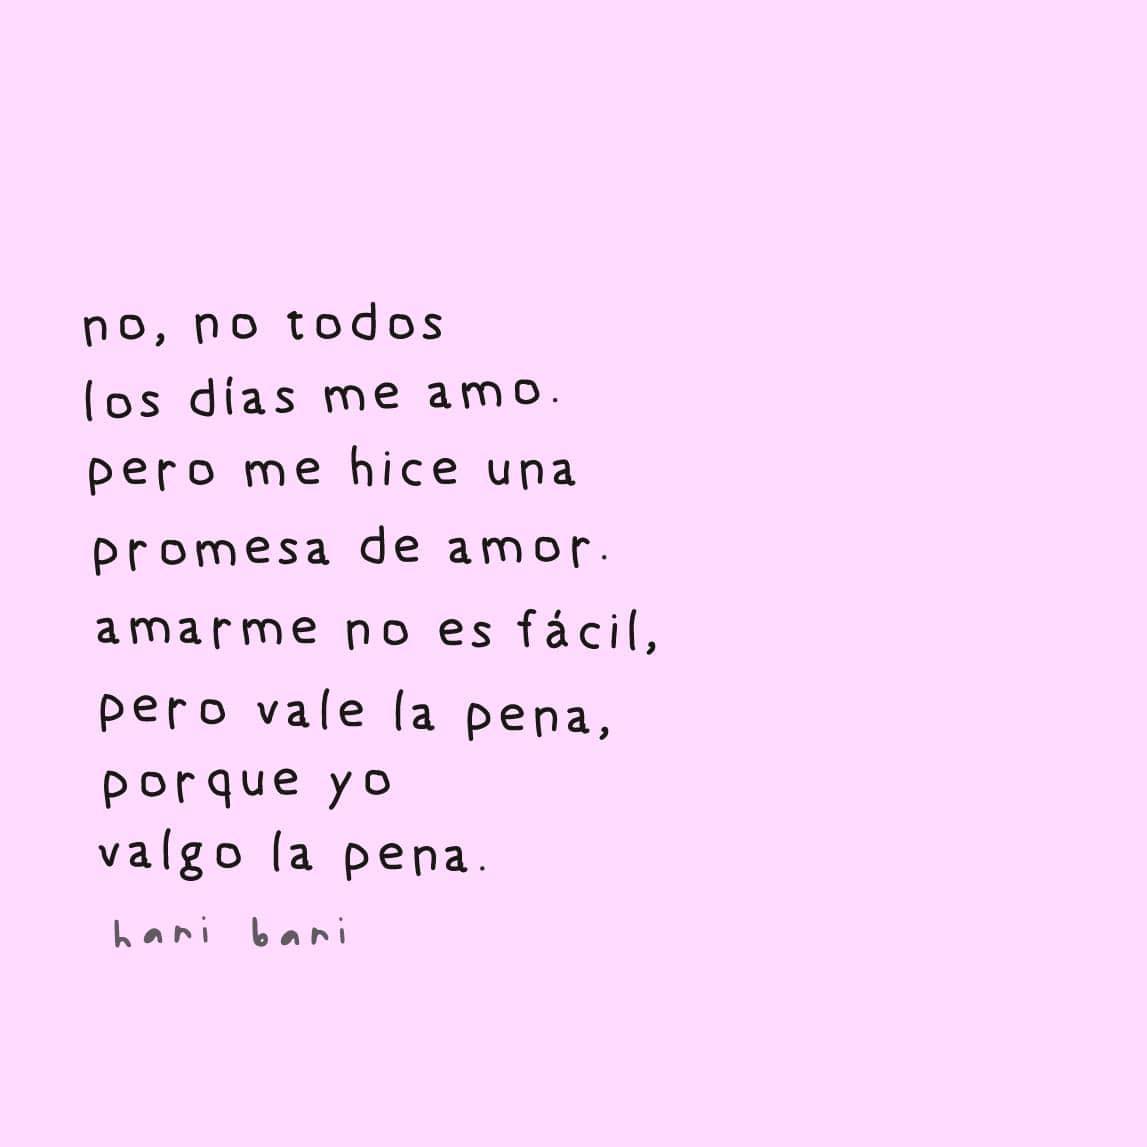 no, no todos
los días me amo.
pero me hice una
promesa de amor.
amarme no es fácil,
pero vale la pena,
porque yo
valgo la pena.
hani bani